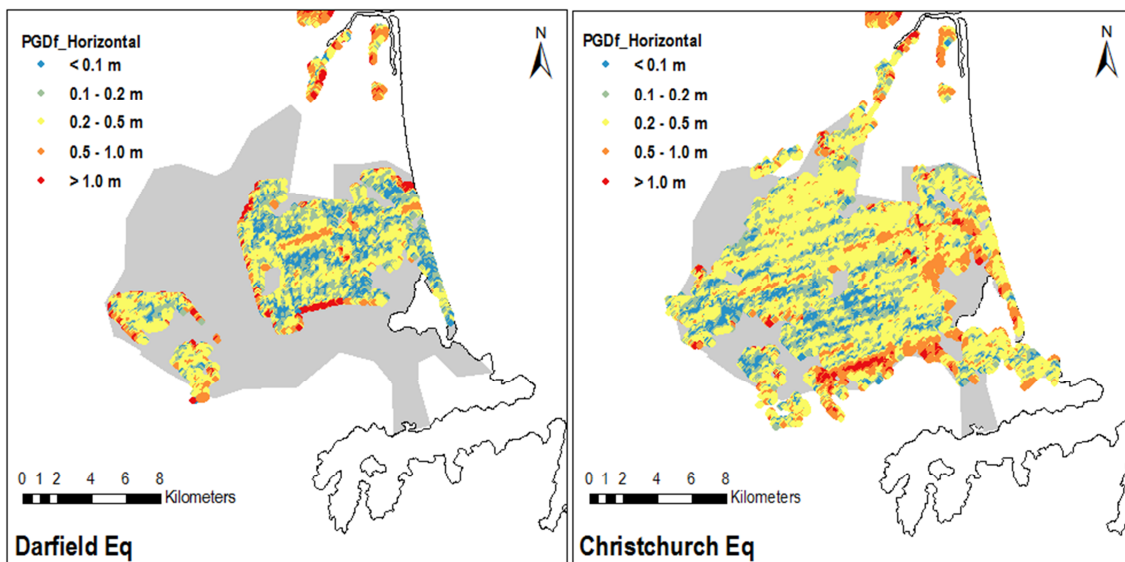 PGDf_Horizontal
< 0.1 m
0.1 - 0.2 m
0.2 - 0.5 m
0.5 - 1.0 m
> 1.0 m
N
0 1 2 4 6 8
Kilometers
Darfield Eq
PGDf_Horizontal
< 0.1 m
0.1 - 0.2 m
0.2 - 0.5 m
0.5 - 1.0 m
> 1.0 m
N
0 1 2 4 6 8
Kilometers
Christchurch Eq